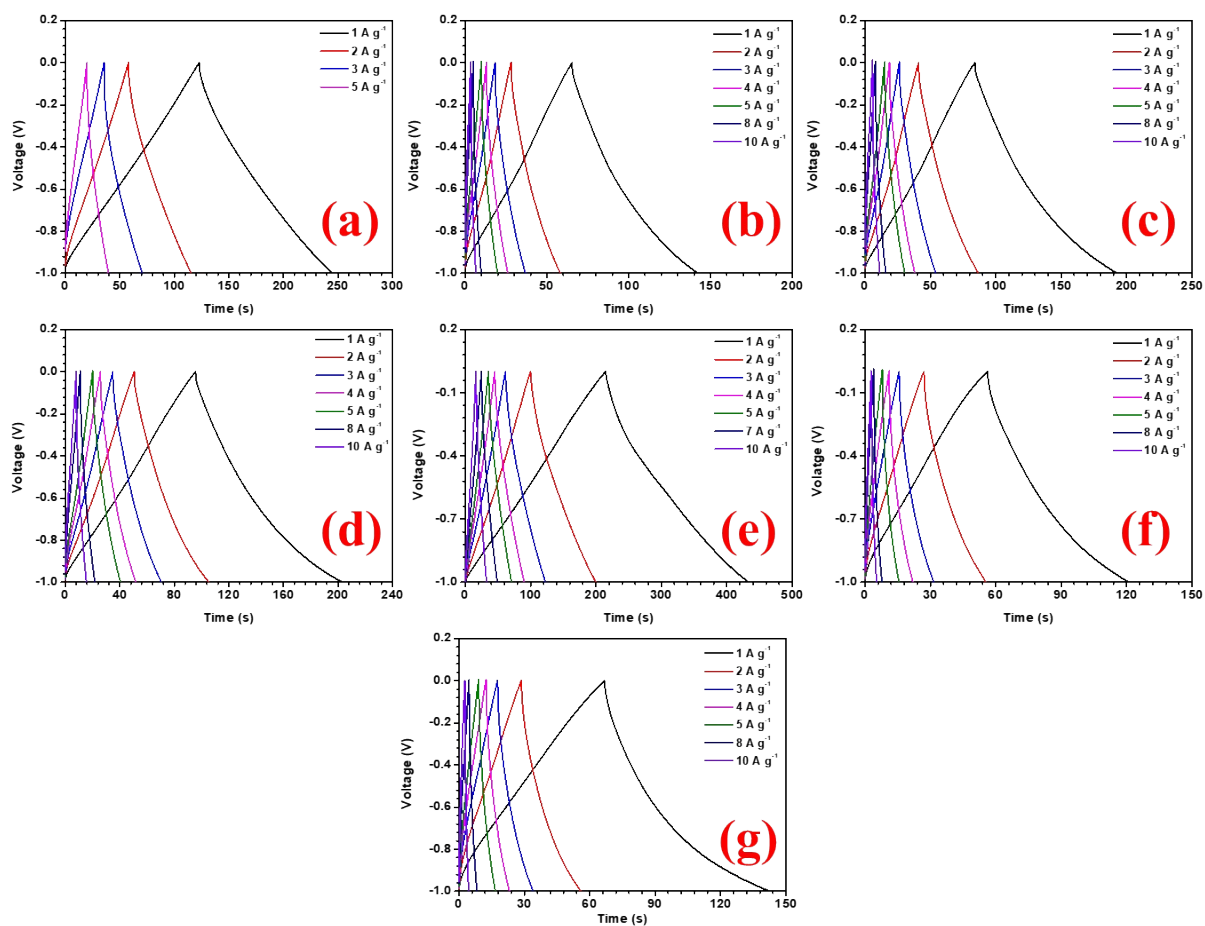 0.2
0.0
-0.2
-0.4
-0.6
-0.8
-1.0
Voltage (V)
1 A g⁻¹
2 A g⁻¹
3 A g⁻¹
5 A g⁻¹
(a)
0 50 100 150 200 250 300
Time (s)
0.2
0.0
-0.2
-0.4
-0.6
-0.8
-1.0
Voltage (V)
1 A g⁻¹
2 A g⁻¹
3 A g⁻¹
4 A g⁻¹
5 A g⁻¹
8 A g⁻¹
10 A g⁻¹
(b)
0 50 100 150 200
Time (s)
0.2
0.0
-0.2
-0.4
-0.6
-0.8
-1.0
Voltage (V)
1 A g⁻¹
2 A g⁻¹
3 A g⁻¹
4 A g⁻¹
5 A g⁻¹
8 A g⁻¹
10 A g⁻¹
(c)
0 50 100 150 200 250
Time (s)
0.2
0.0
-0.2
-0.4
-0.6
-0.8
-1.0
Voltage (V)
1 A g⁻¹
2 A g⁻¹
3 A g⁻¹
4 A g⁻¹
5 A g⁻¹
8 A g⁻¹
10 A g⁻¹
(d)
0 40 80 120 160 200 240
Time (s)
0.2
-0.1
-0.4
-0.7
-1.0
Voltage (V)
1 A g⁻¹
2 A g⁻¹
3 A g⁻¹
4 A g⁻¹
5 A g⁻¹
7 A g⁻¹
10 A g⁻¹
(e)
0 100 200 300 400 500
Time (s)
0.2
-0.1
-0.4
-0.7
-1.0
Volatge (V)
1 A g⁻¹
2 A g⁻¹
3 A g⁻¹
4 A g⁻¹
5 A g⁻¹
8 A g⁻¹
10 A g⁻¹
(f)
0 30 60 90 120 150
Time (s)
0.2
0.0
-0.2
-0.4
-0.6
-0.8
-1.0
Voltage (V)
1 A g⁻¹
2 A g⁻¹
3 A g⁻¹
4 A g⁻¹
5 A g⁻¹
8 A g⁻¹
10 A g⁻¹
(g)
0 30 60 90 120 150
Time (s)